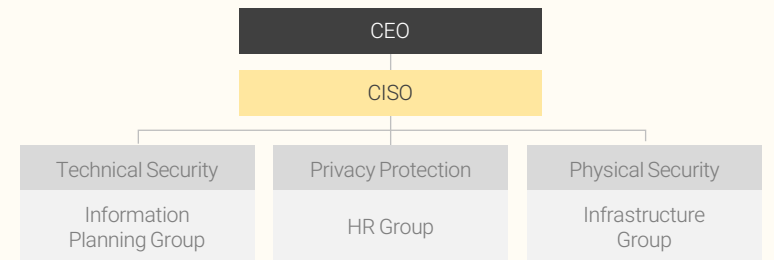 CEO
CISO
Technical Security
Privacy Protection
Physical Security
Information
Planning Group
HR Group
Infrastructure
Group